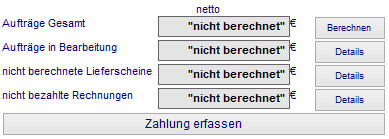 netto
Aufträge Gesamt "nicht berechnet" € Berechnen
Aufträge in Bearbeitung "nicht berechnet" € Details
nicht berechnete Lieferscheine "nicht berechnet" € Details
nicht bezahlte Rechnungen "nicht berechnet" € Details
Zahlung erfassen